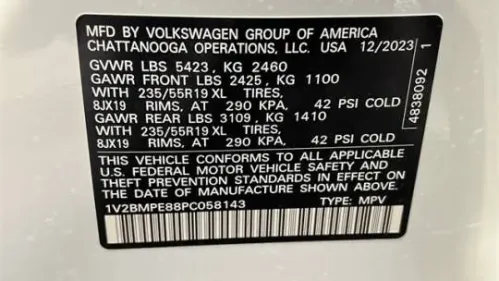 MFD BY VOLKSWAGEN GROUP OF AMERICA
CHATTANOOGA OPERATIONS, LLC. USA 12/2023
GVWR LBS 5423, KG 2460
GAWR FRONT LBS 2425, KG 1100
WITH 235/55R19 XL TIRES,
8JX19 RIMS, AT 290 KPA, 42 PSI COLD
GAWR REAR LBS 3109, KG 1410
WITH 235/55R19 XL TIRES,
8JX19 RIMS, AT 290 KPA, 42 PSI COLD
THIS VEHICLE CONFORMS TO ALL APPLICABLE
U.S. FEDERAL MOTOR VEHICLE SAFETY AND
THEFT PREVENTION STANDARDS IN EFFECT ON
THE DATE OF MANUFACTURE SHOWN ABOVE.
1V2BMPE88PC058143 TYPE: MPV
4838092 1